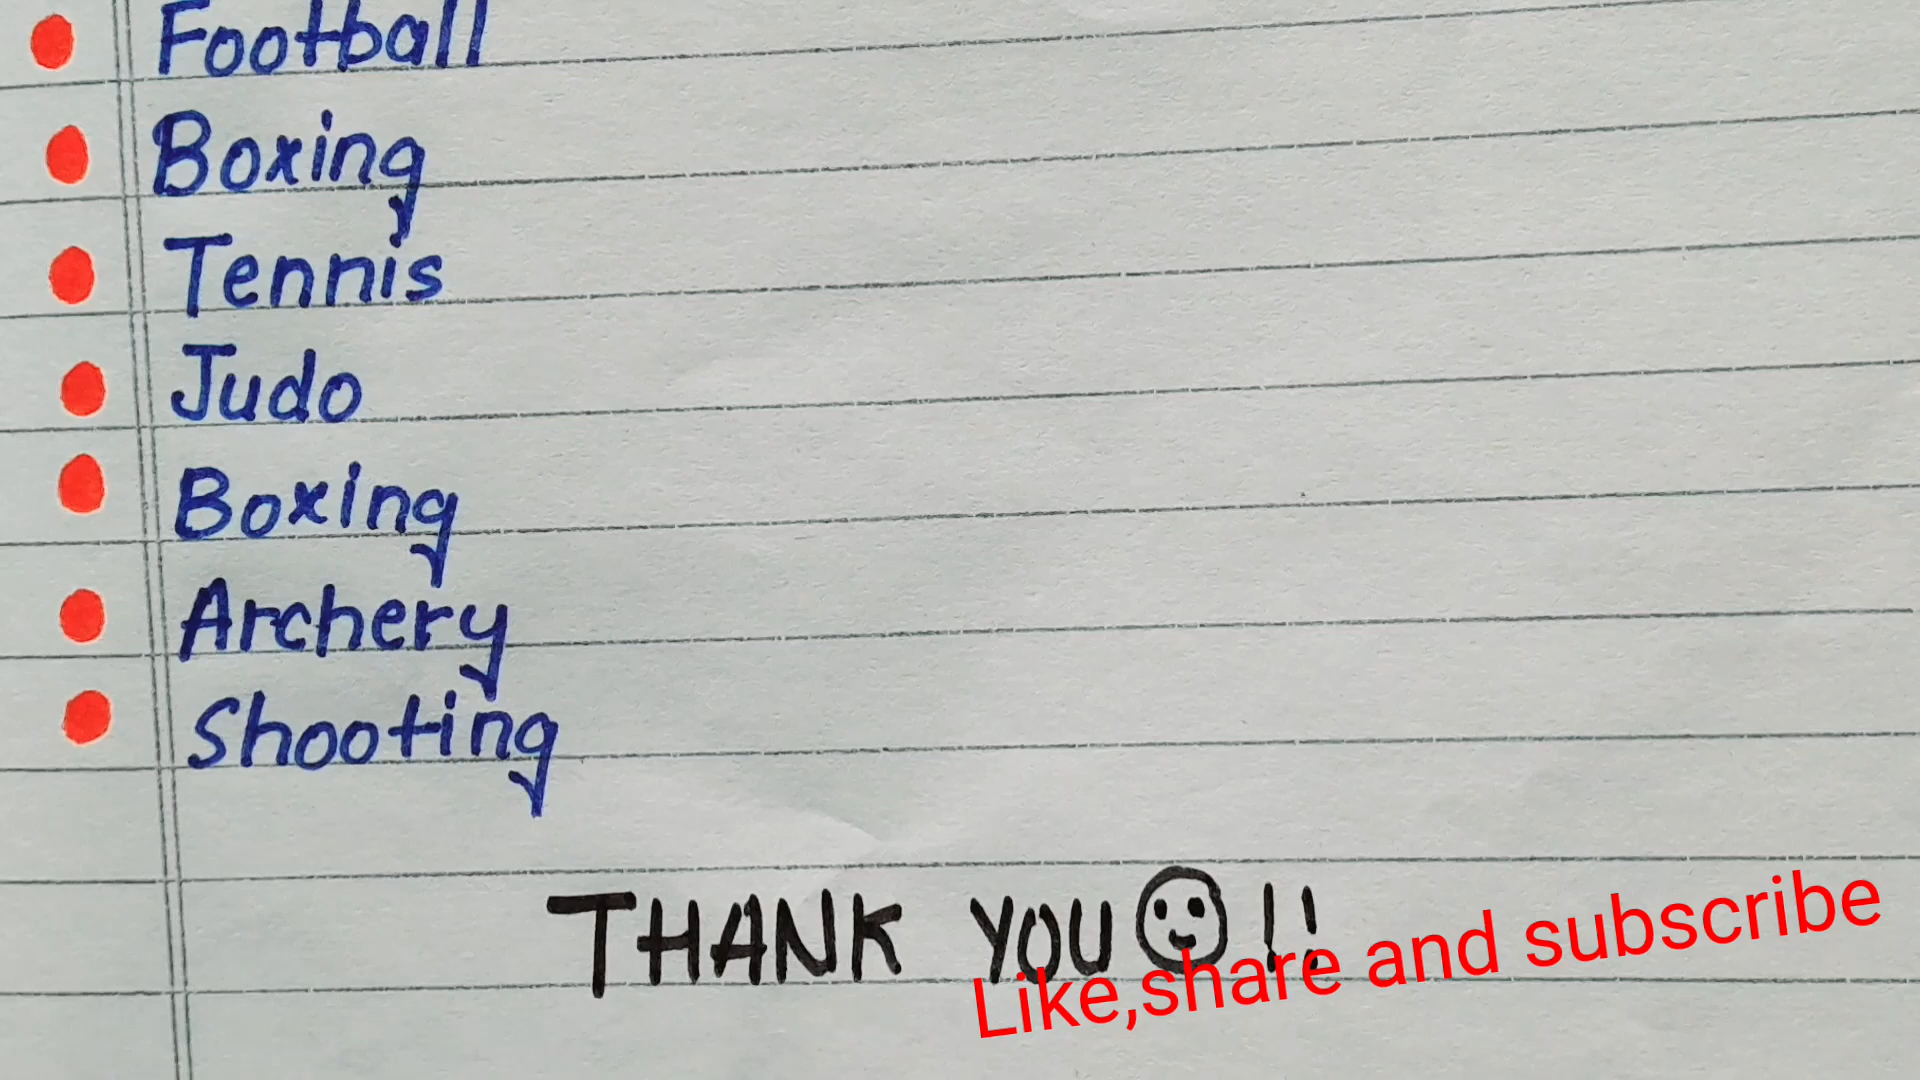 Football
Boxing
Tennis
Judo
Boxing
Archery
Shooting
THANK YOU !!
Like,share and subscribe